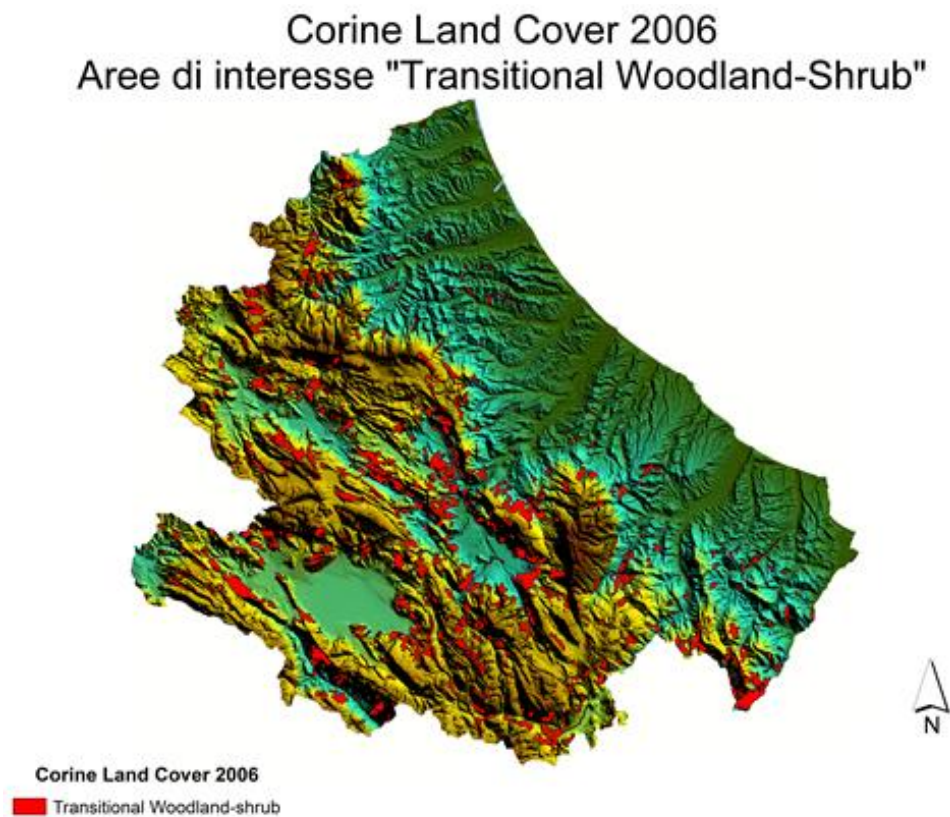 Corine Land Cover 2006
Aree di interesse "Transitional Woodland-Shrub"
N
Corine Land Cover 2006
Transitional Woodland-shrub